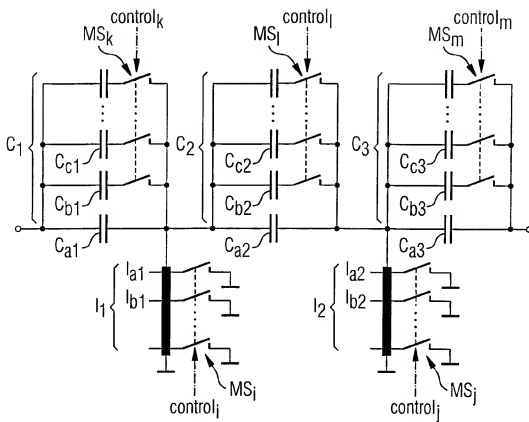 control_k control_l control_m
MS_k MS_l MS_m
C_1 C_2 C_3
C_c1 C_c2 C_c3
C_b1 C_b2 C_b3
C_a1 C_a2 C_a3
I_a1 I_a2
I_b1 I_b2
I_1 I_2
MS_i MS_j
control_i control_j